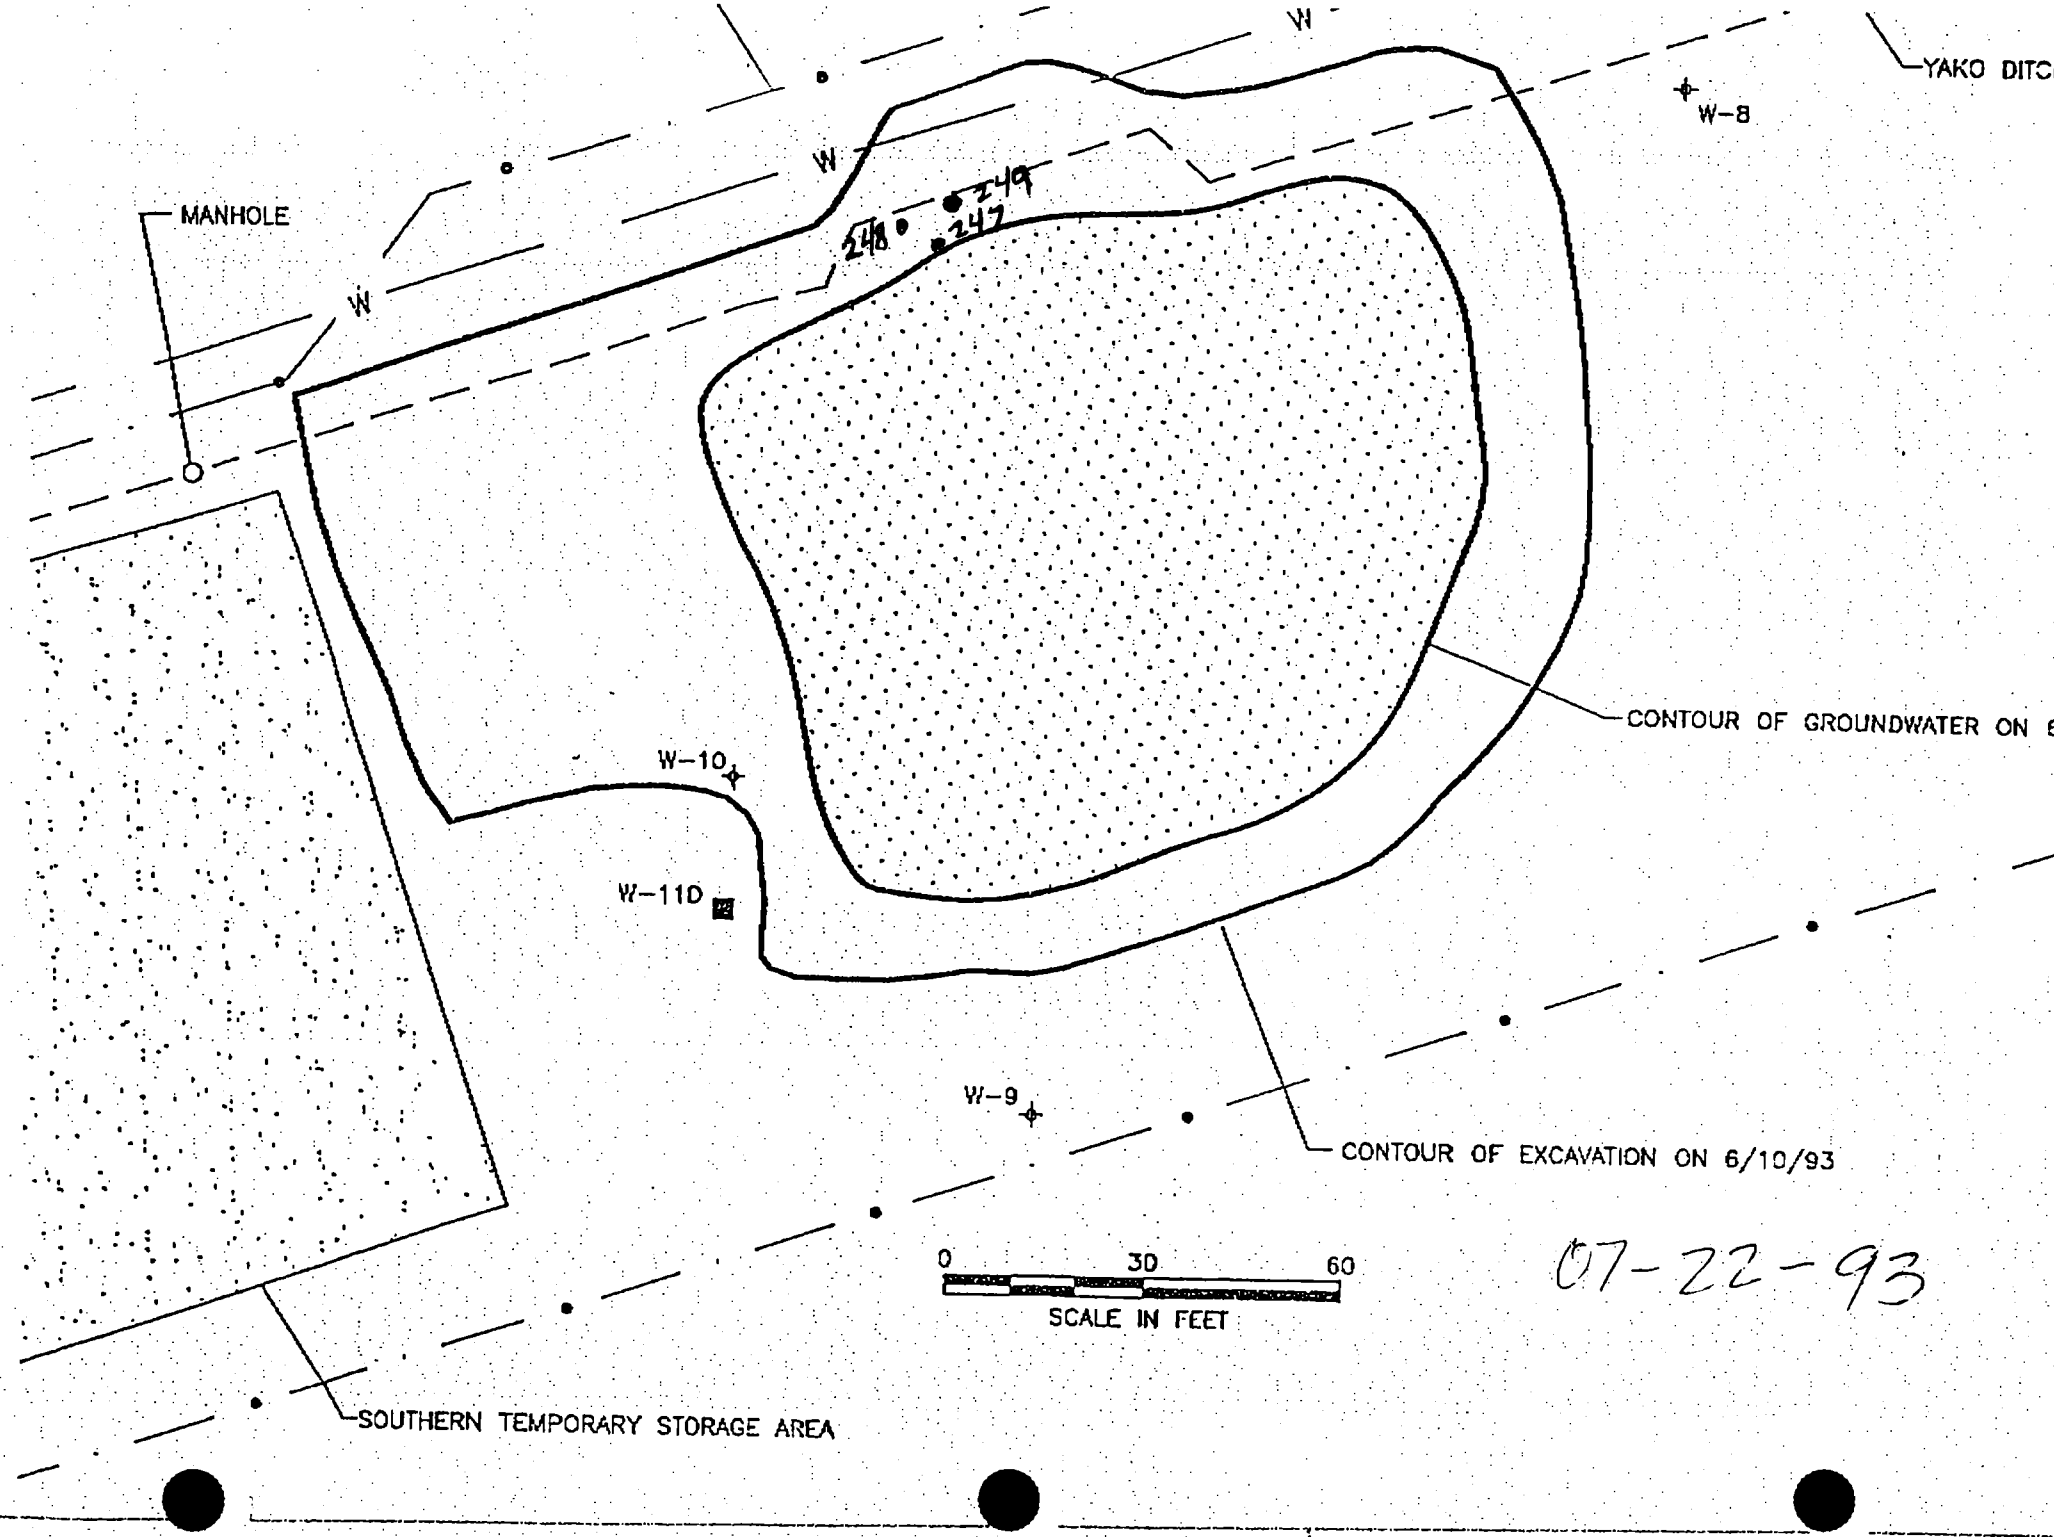 W
YAKO DITC
W-8
W
249
MANHOLE
248
247
W
CONTOUR OF GROUNDWATER ON 6
W-10
W-11D
W-9
CONTOUR OF EXCAVATION ON 6/10/93
0 30 60
SCALE IN FEET
07-22-93
SOUTHERN TEMPORARY STORAGE AREA